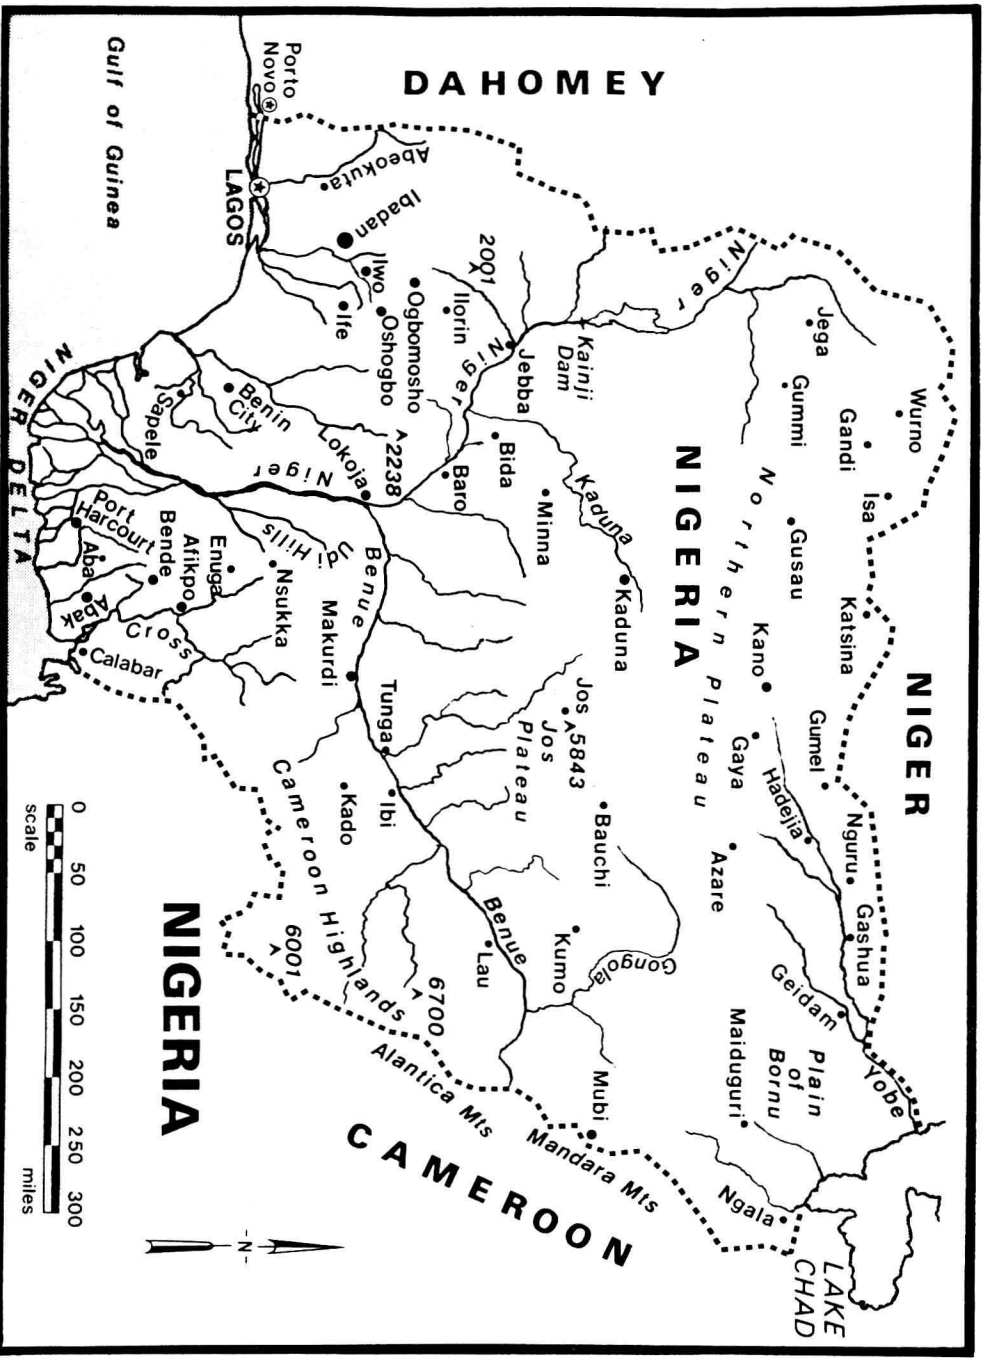 DAHOMEY
NIGER
NIGERIA
CAMEROON
LAKE
CHAD
Gulf of Guinea
Porto
Novo
LAGOS
Abeokuta
Ibadan
Ilwo
Ife
Oshogbo
Ogbomosho
Ilorin
2001
Jebba
Kainji
Dam
Niger
Niger
Niger
Jega
Gummi
Wurno
Gandi
Isa
Gusau
Katsina
Kano
Gaya
Gumel
Hadejia
Nguru
Gashua
Azare
Geidam
Yobe
Plain
of
Bornu
Maiduguri
Ngala
Northern Plateau
Kaduna
Kaduna
Minna
Bida
Baro
2238
Lokoja
Benin
City
Sapele
NIGER DELTA
Port
Harcourt
Aba
Abak
Bende
Afikpo
Enuga
Nsukka
Udi Hills
Cross
Calabar
Benue
Makurdi
Tunga
Ibi
Kado
Jos
5843
Jos
Plateau
Bauchi
Kumo
Gongola
Benue
Lau
Mubi
Cameroon Highlands
6001
6700
Alantica Mts
Mandara Mts
NIGERIA
0 50 100 150 200 250 300
scale
miles
-N-